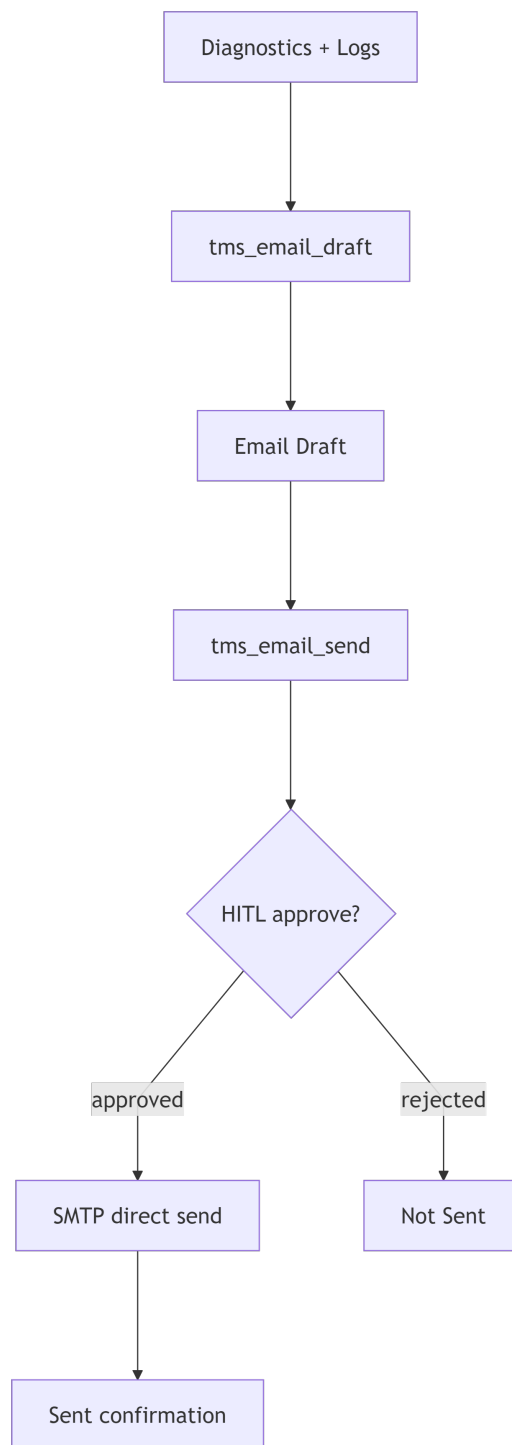 Diagnostics + Logs
tms_email_draft
Email Draft
tms_email_send
HITL approve?
approved
rejected
SMTP direct send
Not Sent
Sent confirmation